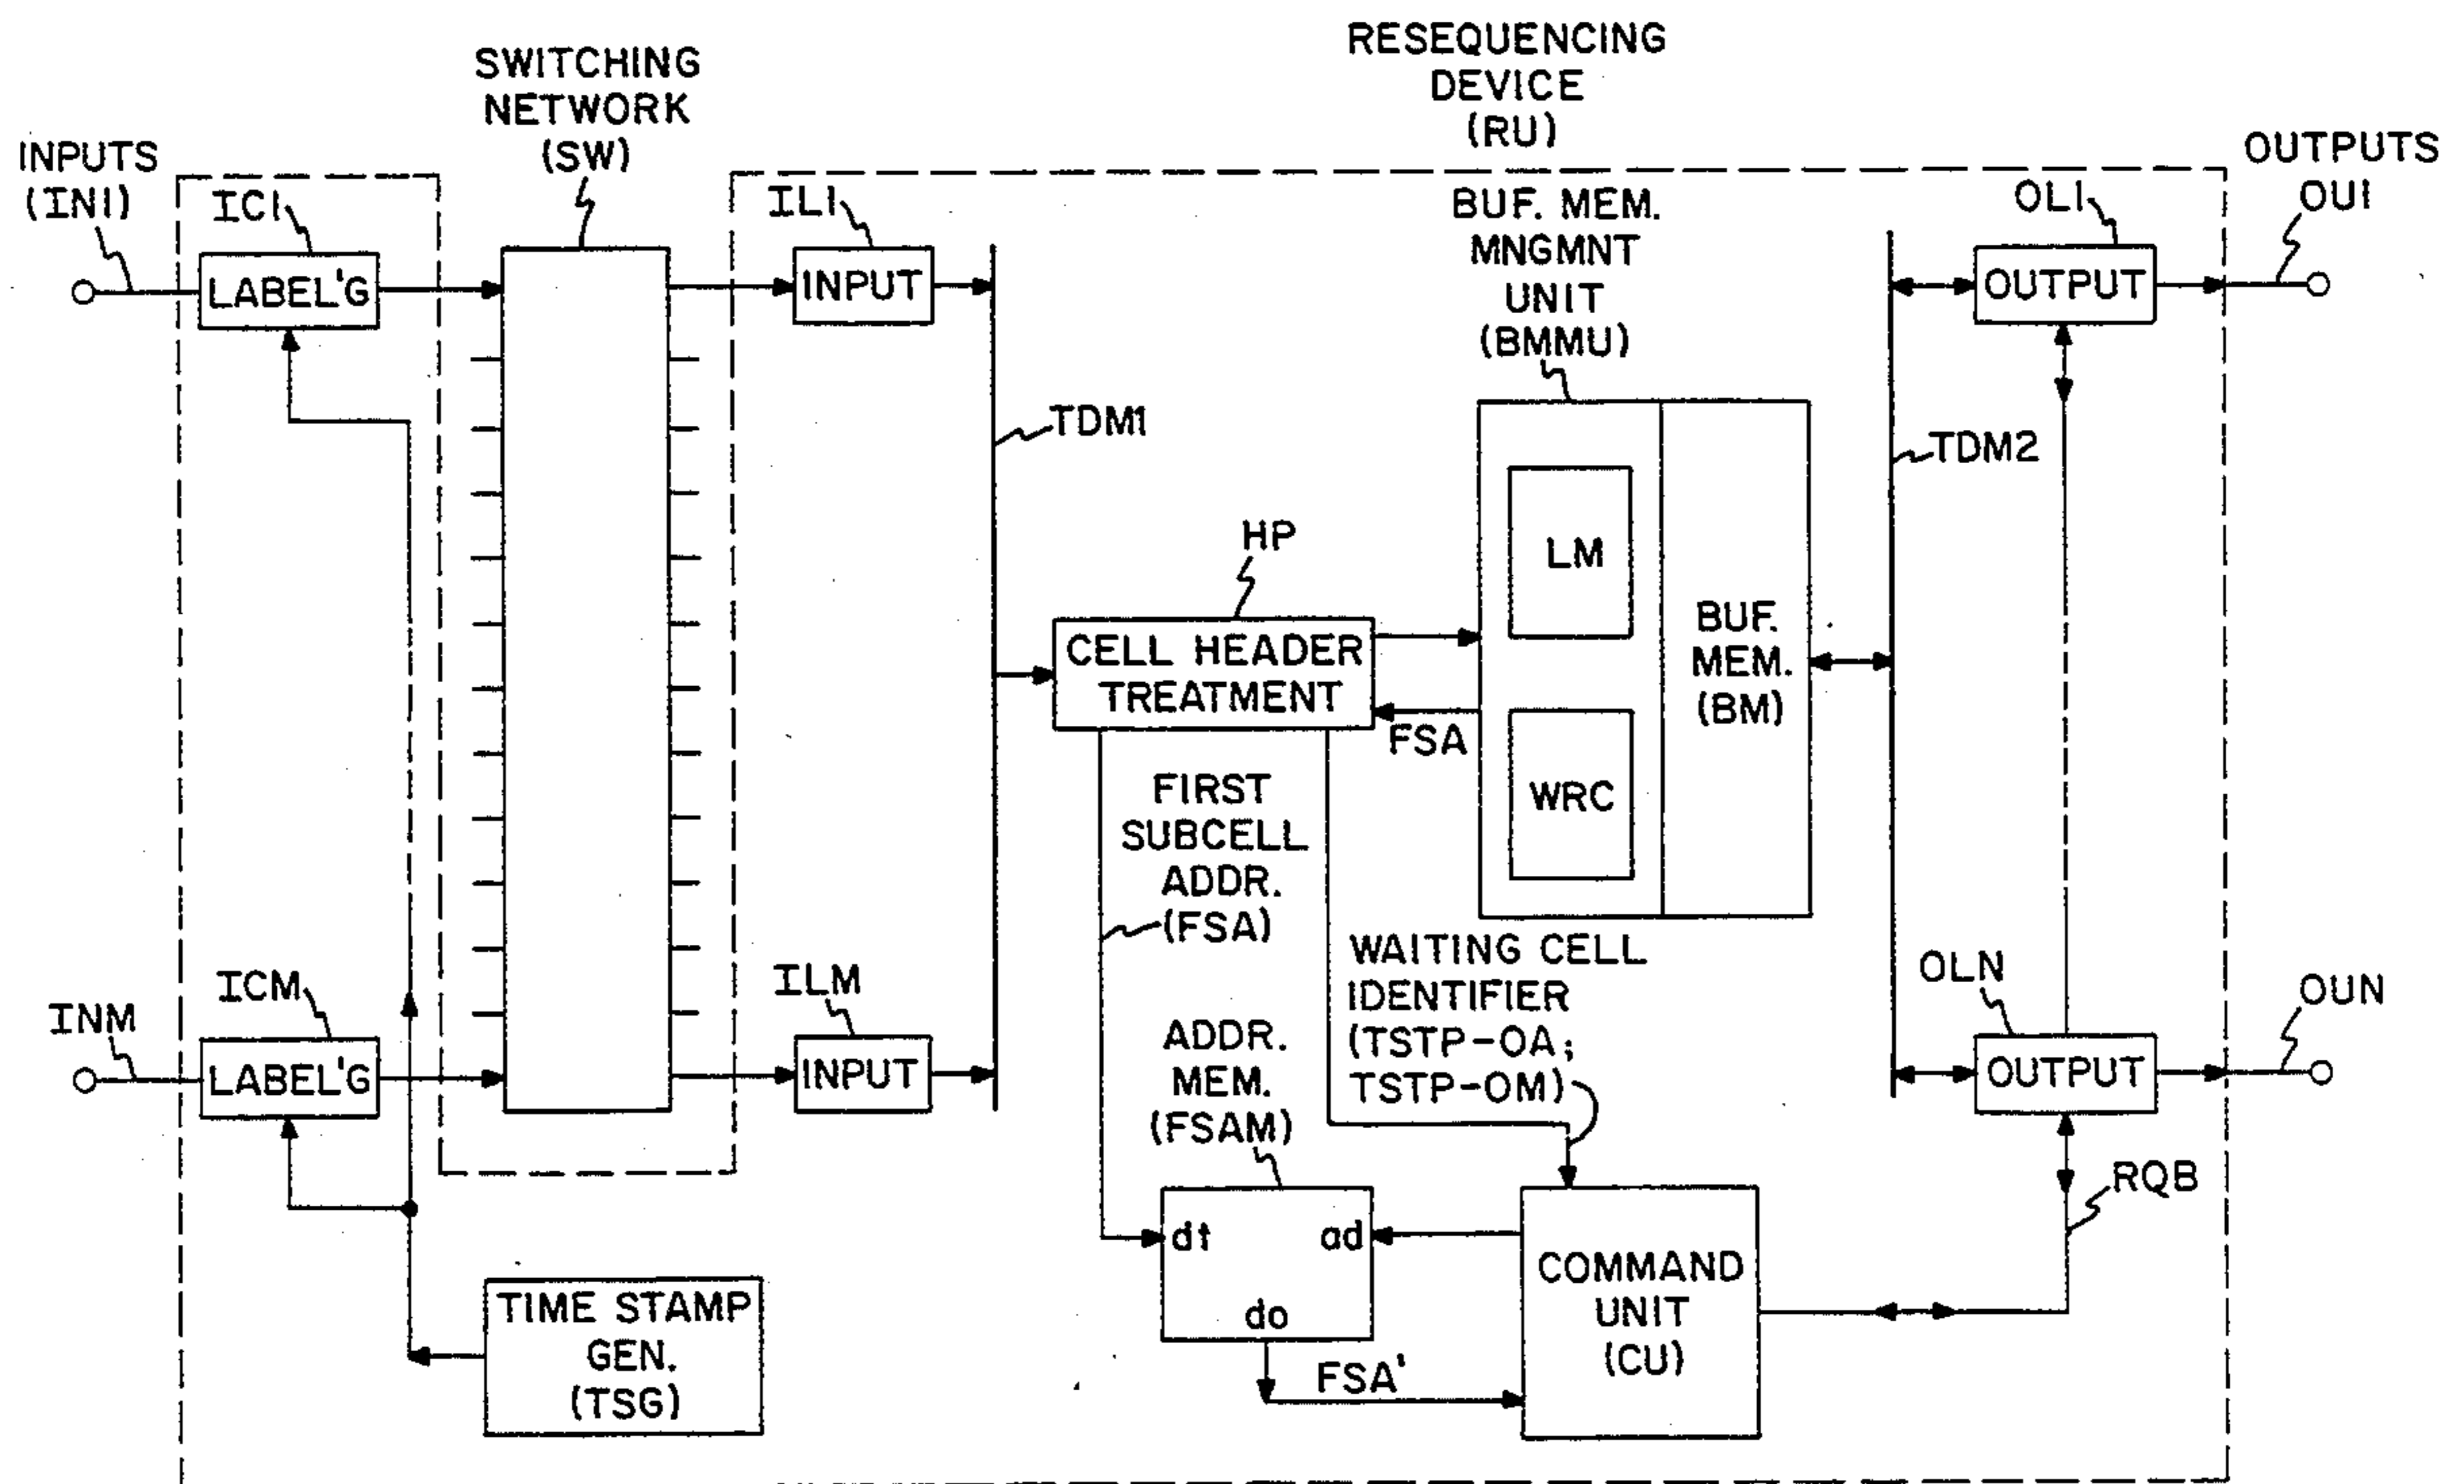 RESEQUENCING
DEVICE
(RU)
SWITCHING
NETWORK
(SW)
INPUTS
(IN1)
IC1
LABEL'G
IL1
INPUT
BUF. MEM.
MNGMNT
UNIT
(BMMU)
OL1
OUTPUT
OUTPUTS
OU1
TDM1
TDM2
HP
CELL HEADER
TREATMENT
LM
WRC
BUF.
MEM.
(BM)
FSA
FIRST
SUBCELL
ADDR.
(FSA)
WAITING CELL
IDENTIFIER
(TSTP-OA;
TSTP-OM)
INM
ICM
LABEL'G
ILM
INPUT
ADDR.
MEM.
(FSAM)
OLN
OUTPUT
OUN
RQB
dt
ad
do
FSA'
COMMAND
UNIT
(CU)
TIME STAMP
GEN.
(TSG)